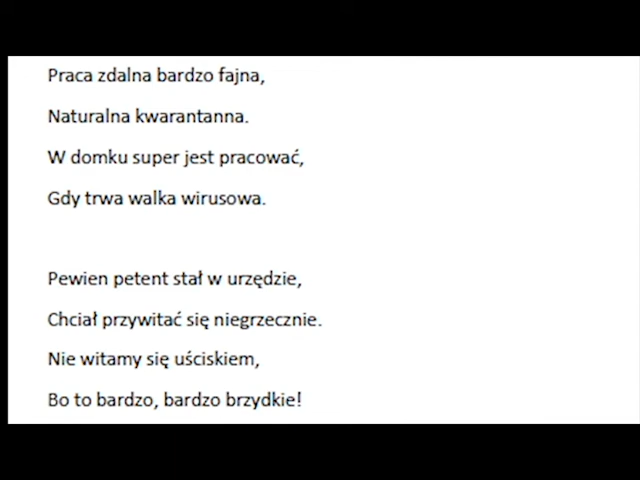 Praca zdalna bardzo fajna,
Naturalna kwarantanna.
W domku super jest pracować,
Gdy trwa walka wirusowa.
Pewien petent stał w urzędzie,
Chciał przywitać się niegrzecznie.
Nie witamy się uściskiem,
Bo to bardzo, bardzo brzydkie!